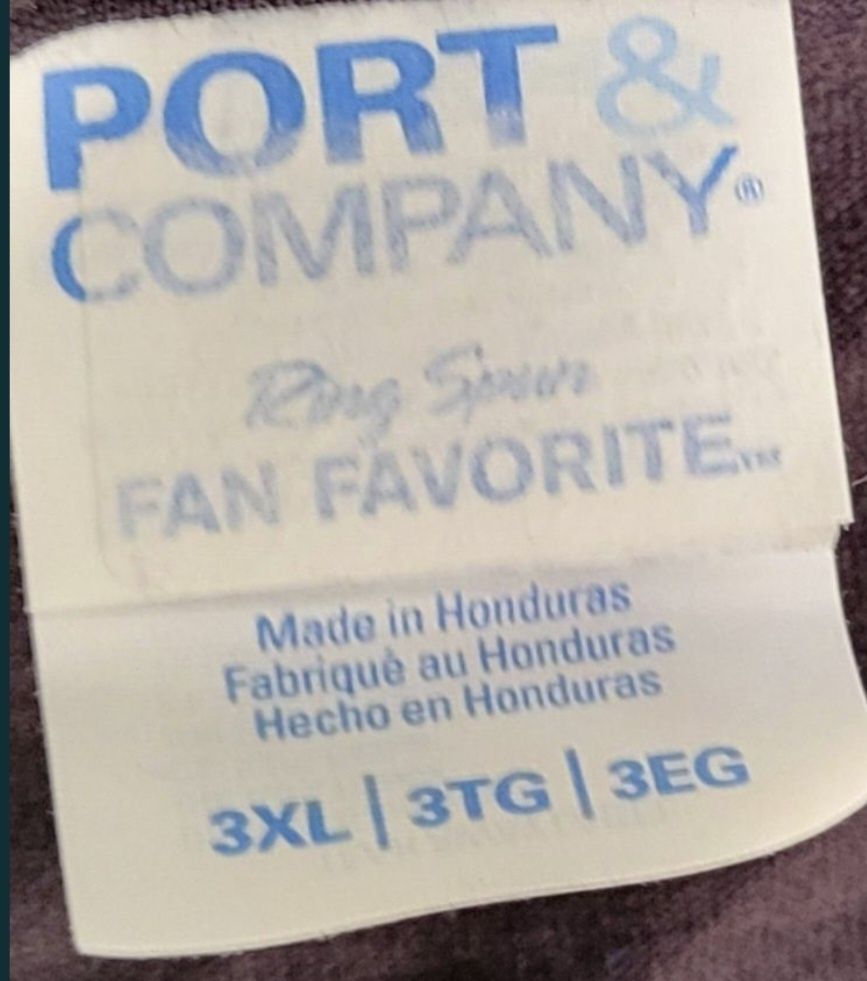 PORT &
COMPANY®
Ring Spun
FAN FAVORITE™
Made in Honduras
Fabriqué au Honduras
Hecho en Honduras
3XL | 3TG | 3EG